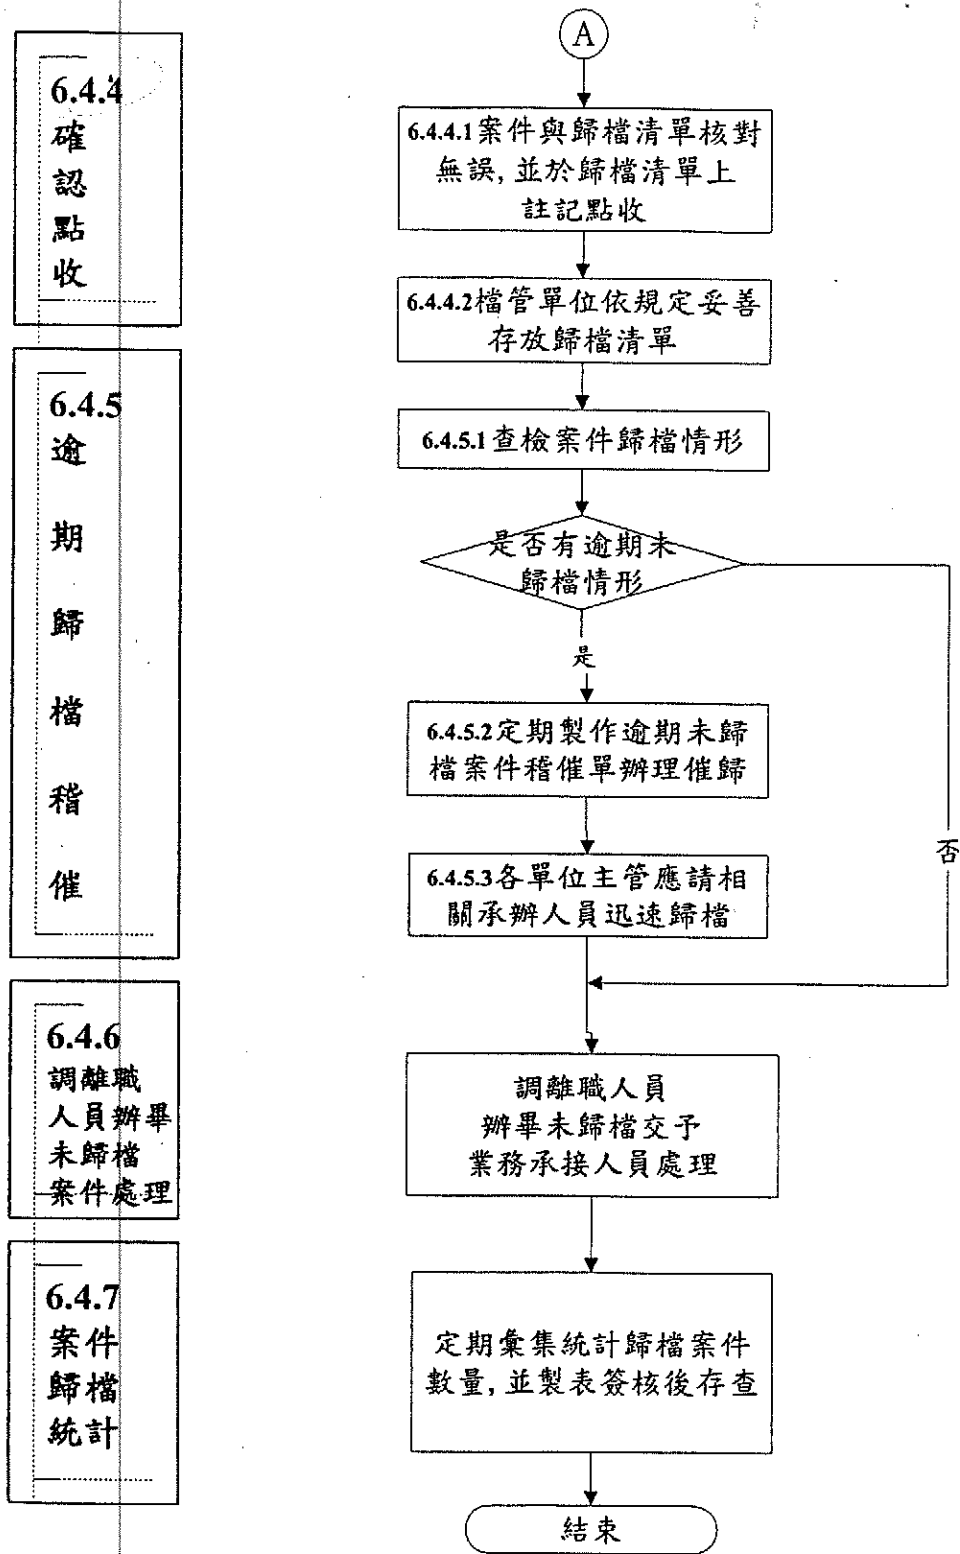 A
6.4.4
確
認
點
收
6.4.4.1案件與歸檔清單核對
無誤,並於歸檔清單上
註記點收
6.4.4.2檔管單位依規定妥善
存放歸檔清單
6.4.5
逾
期
歸
檔
稽
催
6.4.5.1查檢案件歸檔情形
是否有逾期未
歸檔情形
是
否
6.4.5.2定期製作逾期未歸
檔案件稽催單辦理催歸
6.4.5.3各單位主管應請相
關承辦人員迅速歸檔
6.4.6
調離職
人員辦畢
未歸檔
案件處理
調離職人員
辦畢未歸檔交予
業務承接人員處理
6.4.7
案件
歸檔
統計
定期彙集統計歸檔案件
數量,並製表簽核後存查
結束